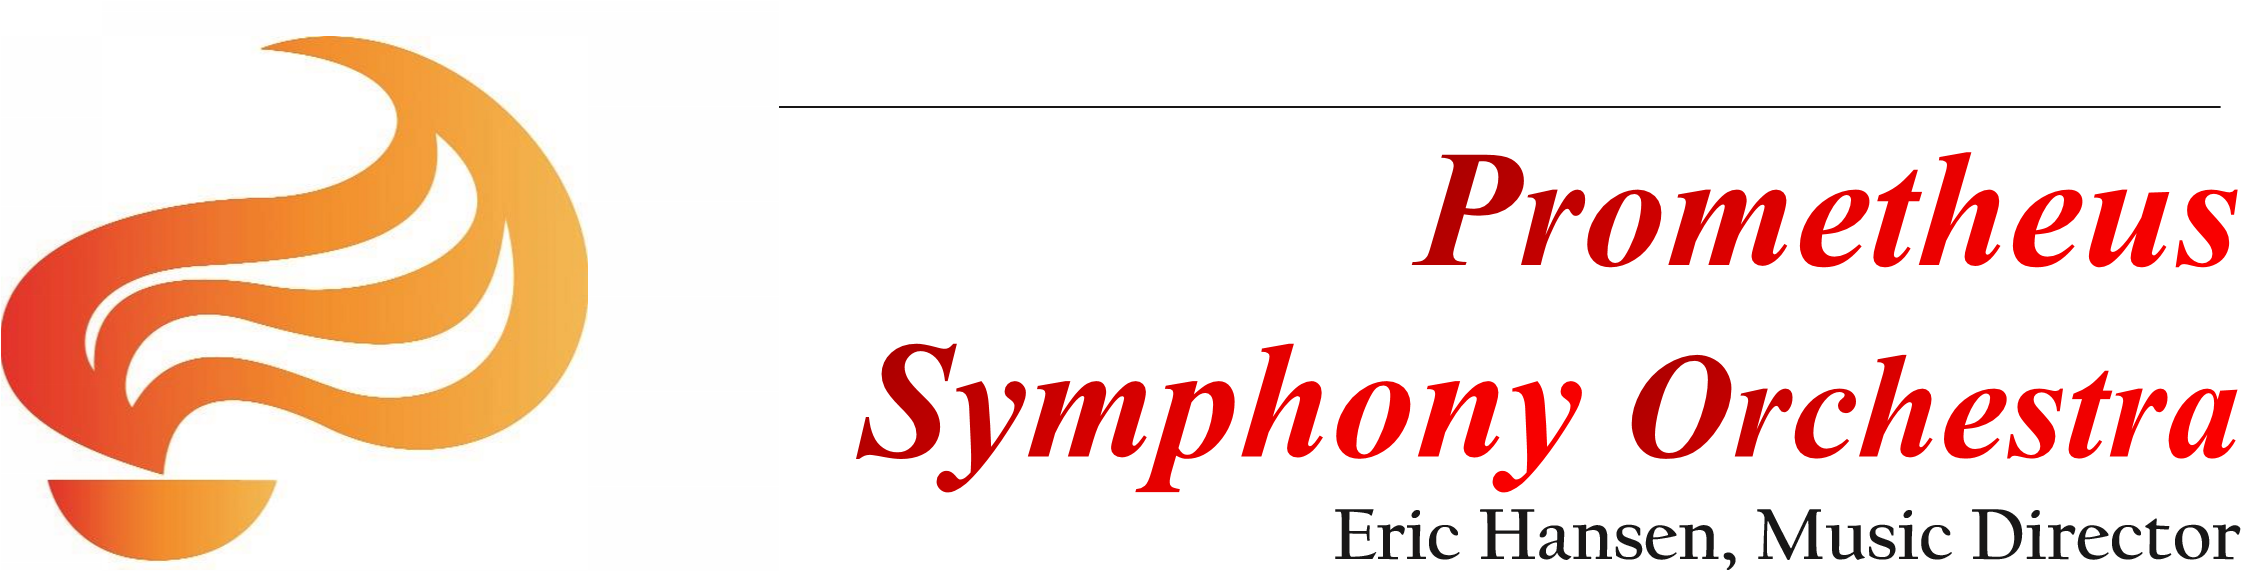 Prometheus
Symphony Orchestra
Eric Hansen, Music Director